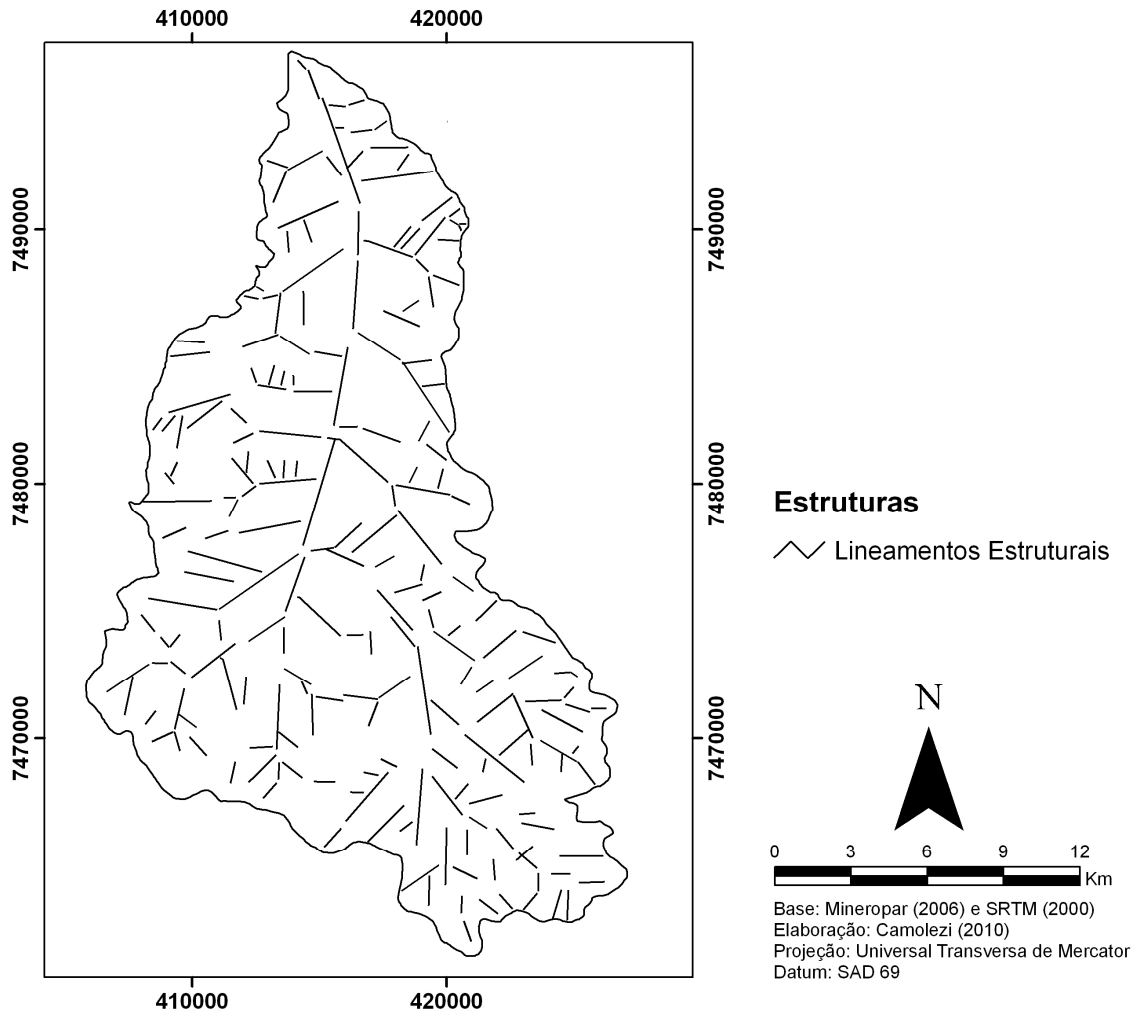 410000
420000
7490000
7490000
7480000
7480000
7470000
7470000
410000
420000
Estruturas
Lineamentos Estruturais
N
0 3 6 9 12
Km
Base: Mineropar (2006) e SRTM (2000)
Elaboração: Camolezi (2010)
Projeção: Universal Transversa de Mercator
Datum: SAD 69